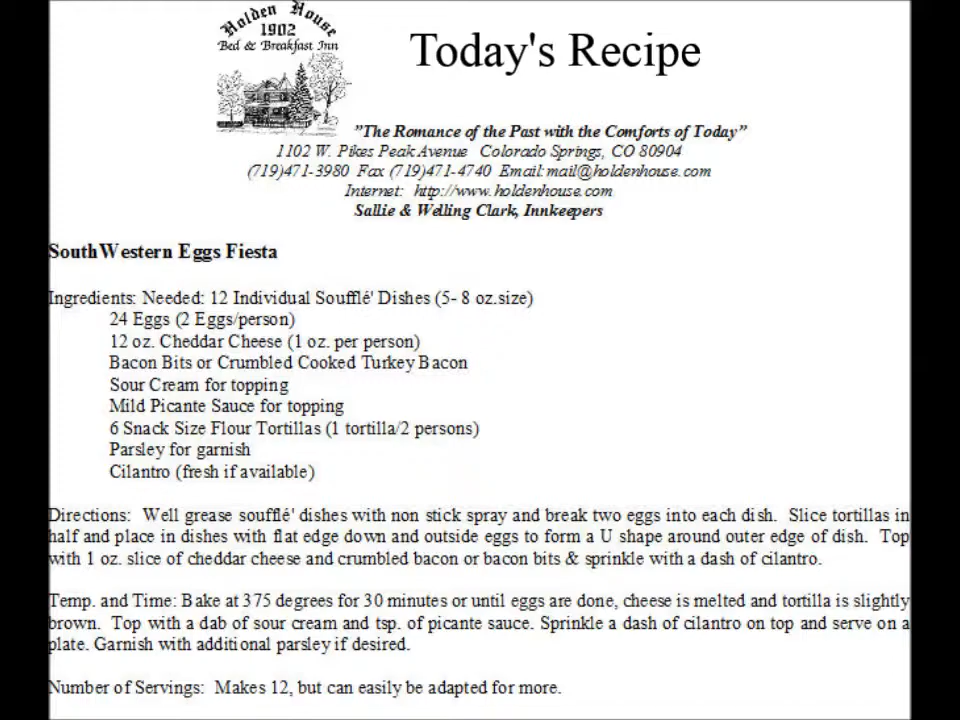 Holden House
1902
Bed & Breakfast Inn
Today's Recipe
"The Romance of the Past with the Comforts of Today"
1102 W. Pikes Peak Avenue Colorado Springs, CO 80904
(719)471-3980 Fax (719)471-4740 Email:mail@holdenhouse.com
Internet: http://www.holdenhouse.com
Sallie & Welling Clark, Innkeepers
SouthWestern Eggs Fiesta
Ingredients: Needed: 12 Individual Soufflé' Dishes (5- 8 oz.size)
24 Eggs (2 Eggs/person)
12 oz. Cheddar Cheese (1 oz. per person)
Bacon Bits or Crumbled Cooked Turkey Bacon
Sour Cream for topping
Mild Picante Sauce for topping
6 Snack Size Flour Tortillas (1 tortilla/2 persons)
Parsley for garnish
Cilantro (fresh if available)
Directions: Well grease soufflé' dishes with non stick spray and break two eggs into each dish. Slice tortillas in
half and place in dishes with flat edge down and outside eggs to form a U shape around outer edge of dish. Top
with 1 oz. slice of cheddar cheese and crumbled bacon or bacon bits & sprinkle with a dash of cilantro.
Temp. and Time: Bake at 375 degrees for 30 minutes or until eggs are done, cheese is melted and tortilla is slightly
brown. Top with a dab of sour cream and tsp. of picante sauce. Sprinkle a dash of cilantro on top and serve on a
plate. Garnish with additional parsley if desired.
Number of Servings: Makes 12, but can easily be adapted for more.